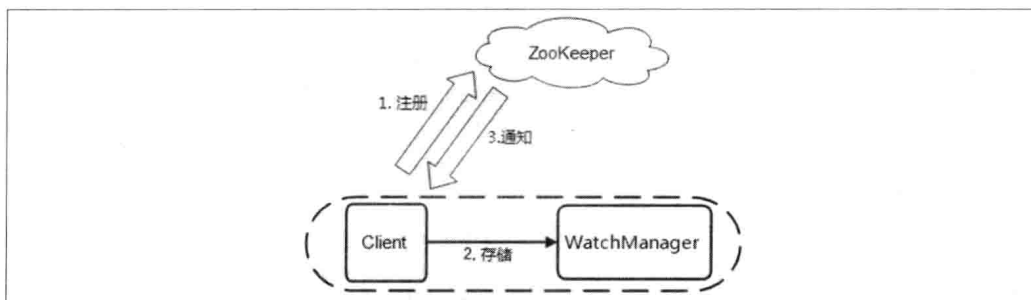 ZooKeeper
1. 注册
3.通知
Client
2. 存储
WatchManager